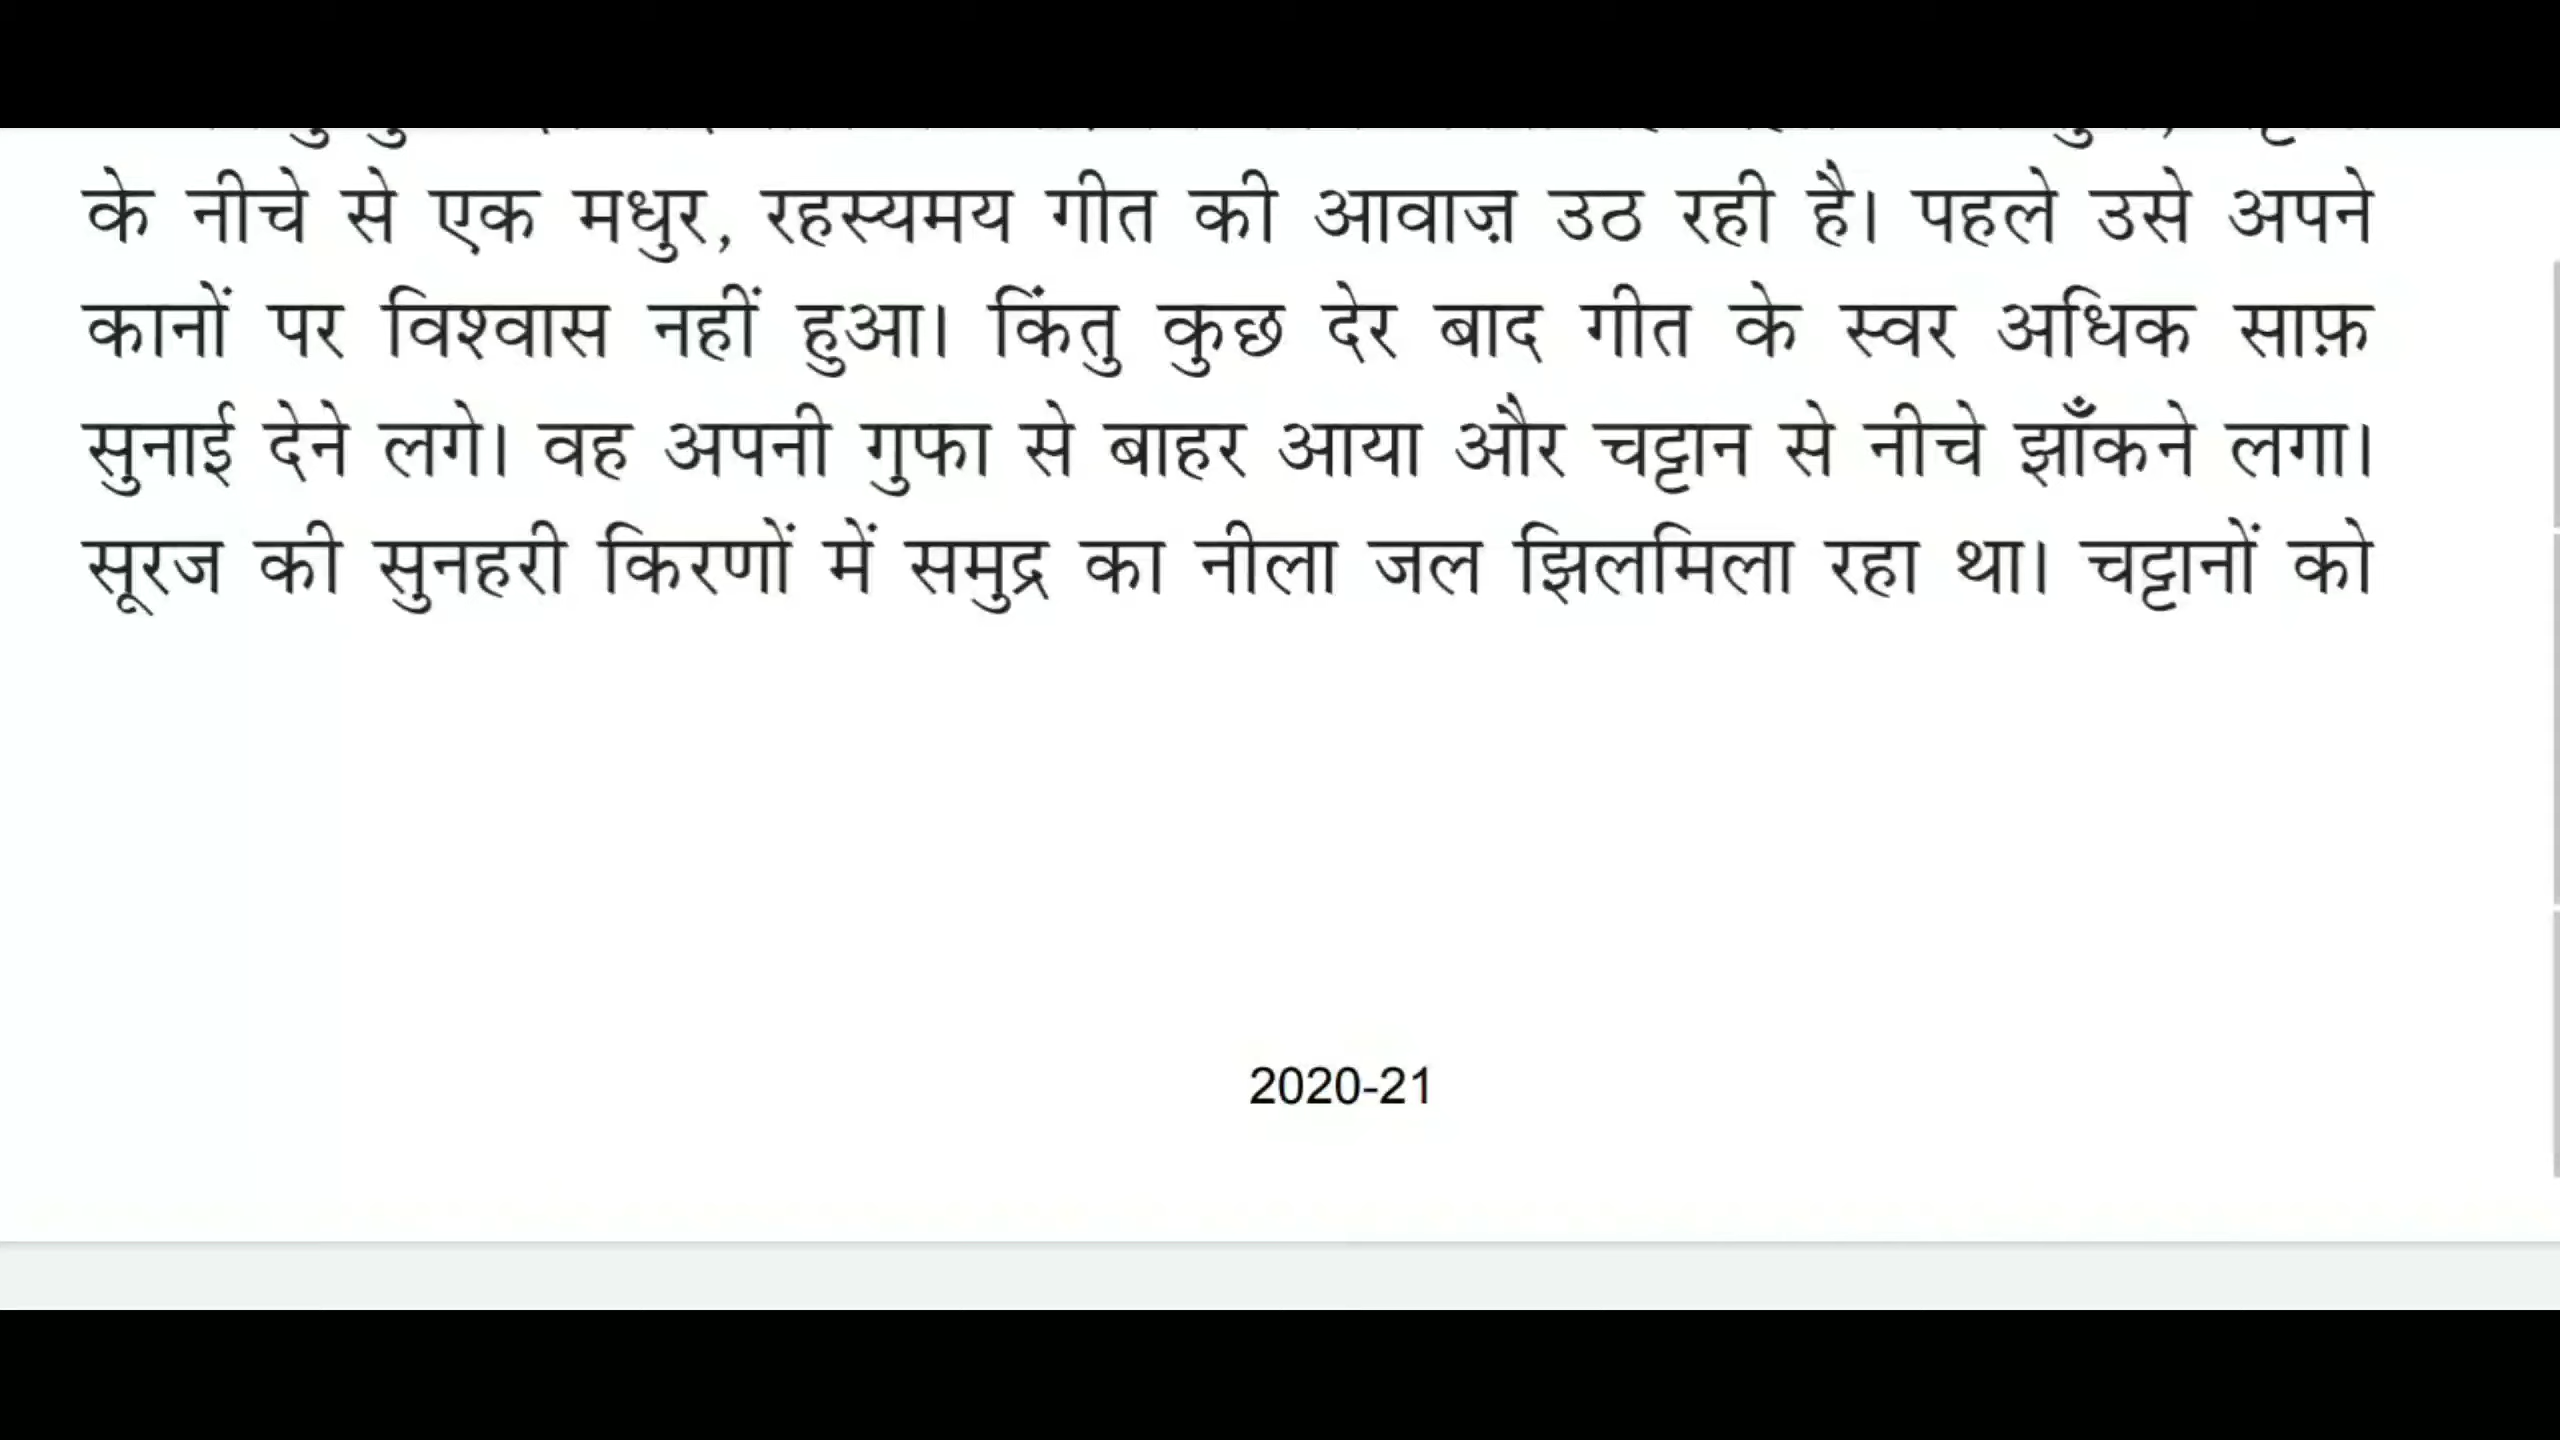 के नीचे से एक मधुर, रहस्यमय गीत की आवाज़ उठ रही है। पहले उसे अपने
कानों पर विश्वास नहीं हुआ। किंतु कुछ देर बाद गीत के स्वर अधिक साफ़
सुनाई देने लगे। वह अपनी गुफा से बाहर आया और चट्टान से नीचे झाँकने लगा।
सूरज की सुनहरी किरणों में समुद्र का नीला जल झिलमिला रहा था। चट्टानों को
2020-21